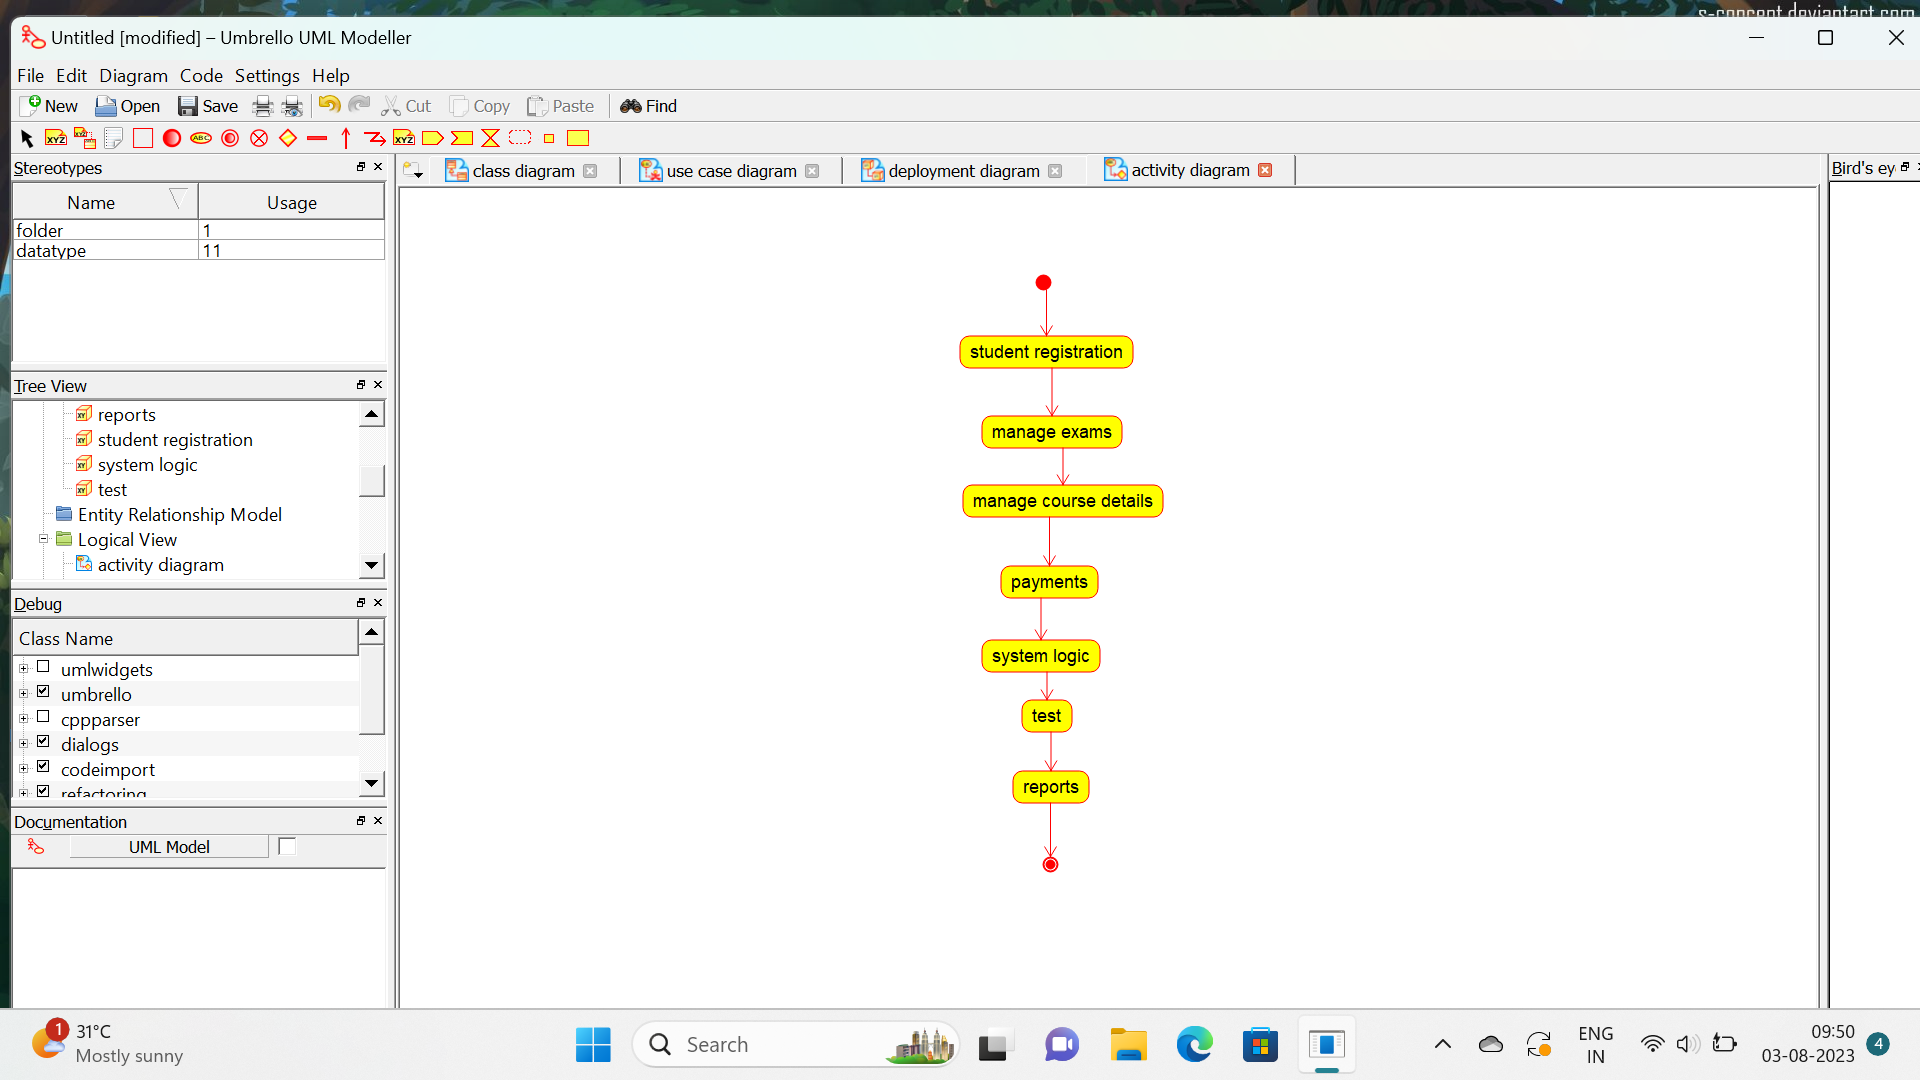 s-concept.deviantart.com
Untitled [modified] – Umbrello UML Modeller
File Edit Diagram Code Settings Help
New Open Save Cut Copy Paste Find
XYZ XYZ ABC XYZ
Stereotypes
Name Usage
folder 1
datatype 11
Tree View
reports
student registration
system logic
test
Entity Relationship Model
Logical View
activity diagram
Debug
Class Name
umlwidgets
umbrello
cppparser
dialogs
codeimport
refactoring
Documentation
UML Model
class diagram use case diagram deployment diagram activity diagram
Bird's ey
student registration
manage exams
manage course details
payments
system logic
test
reports
1
31°C
Mostly sunny
Search
ENG
IN
09:50
03-08-2023
4